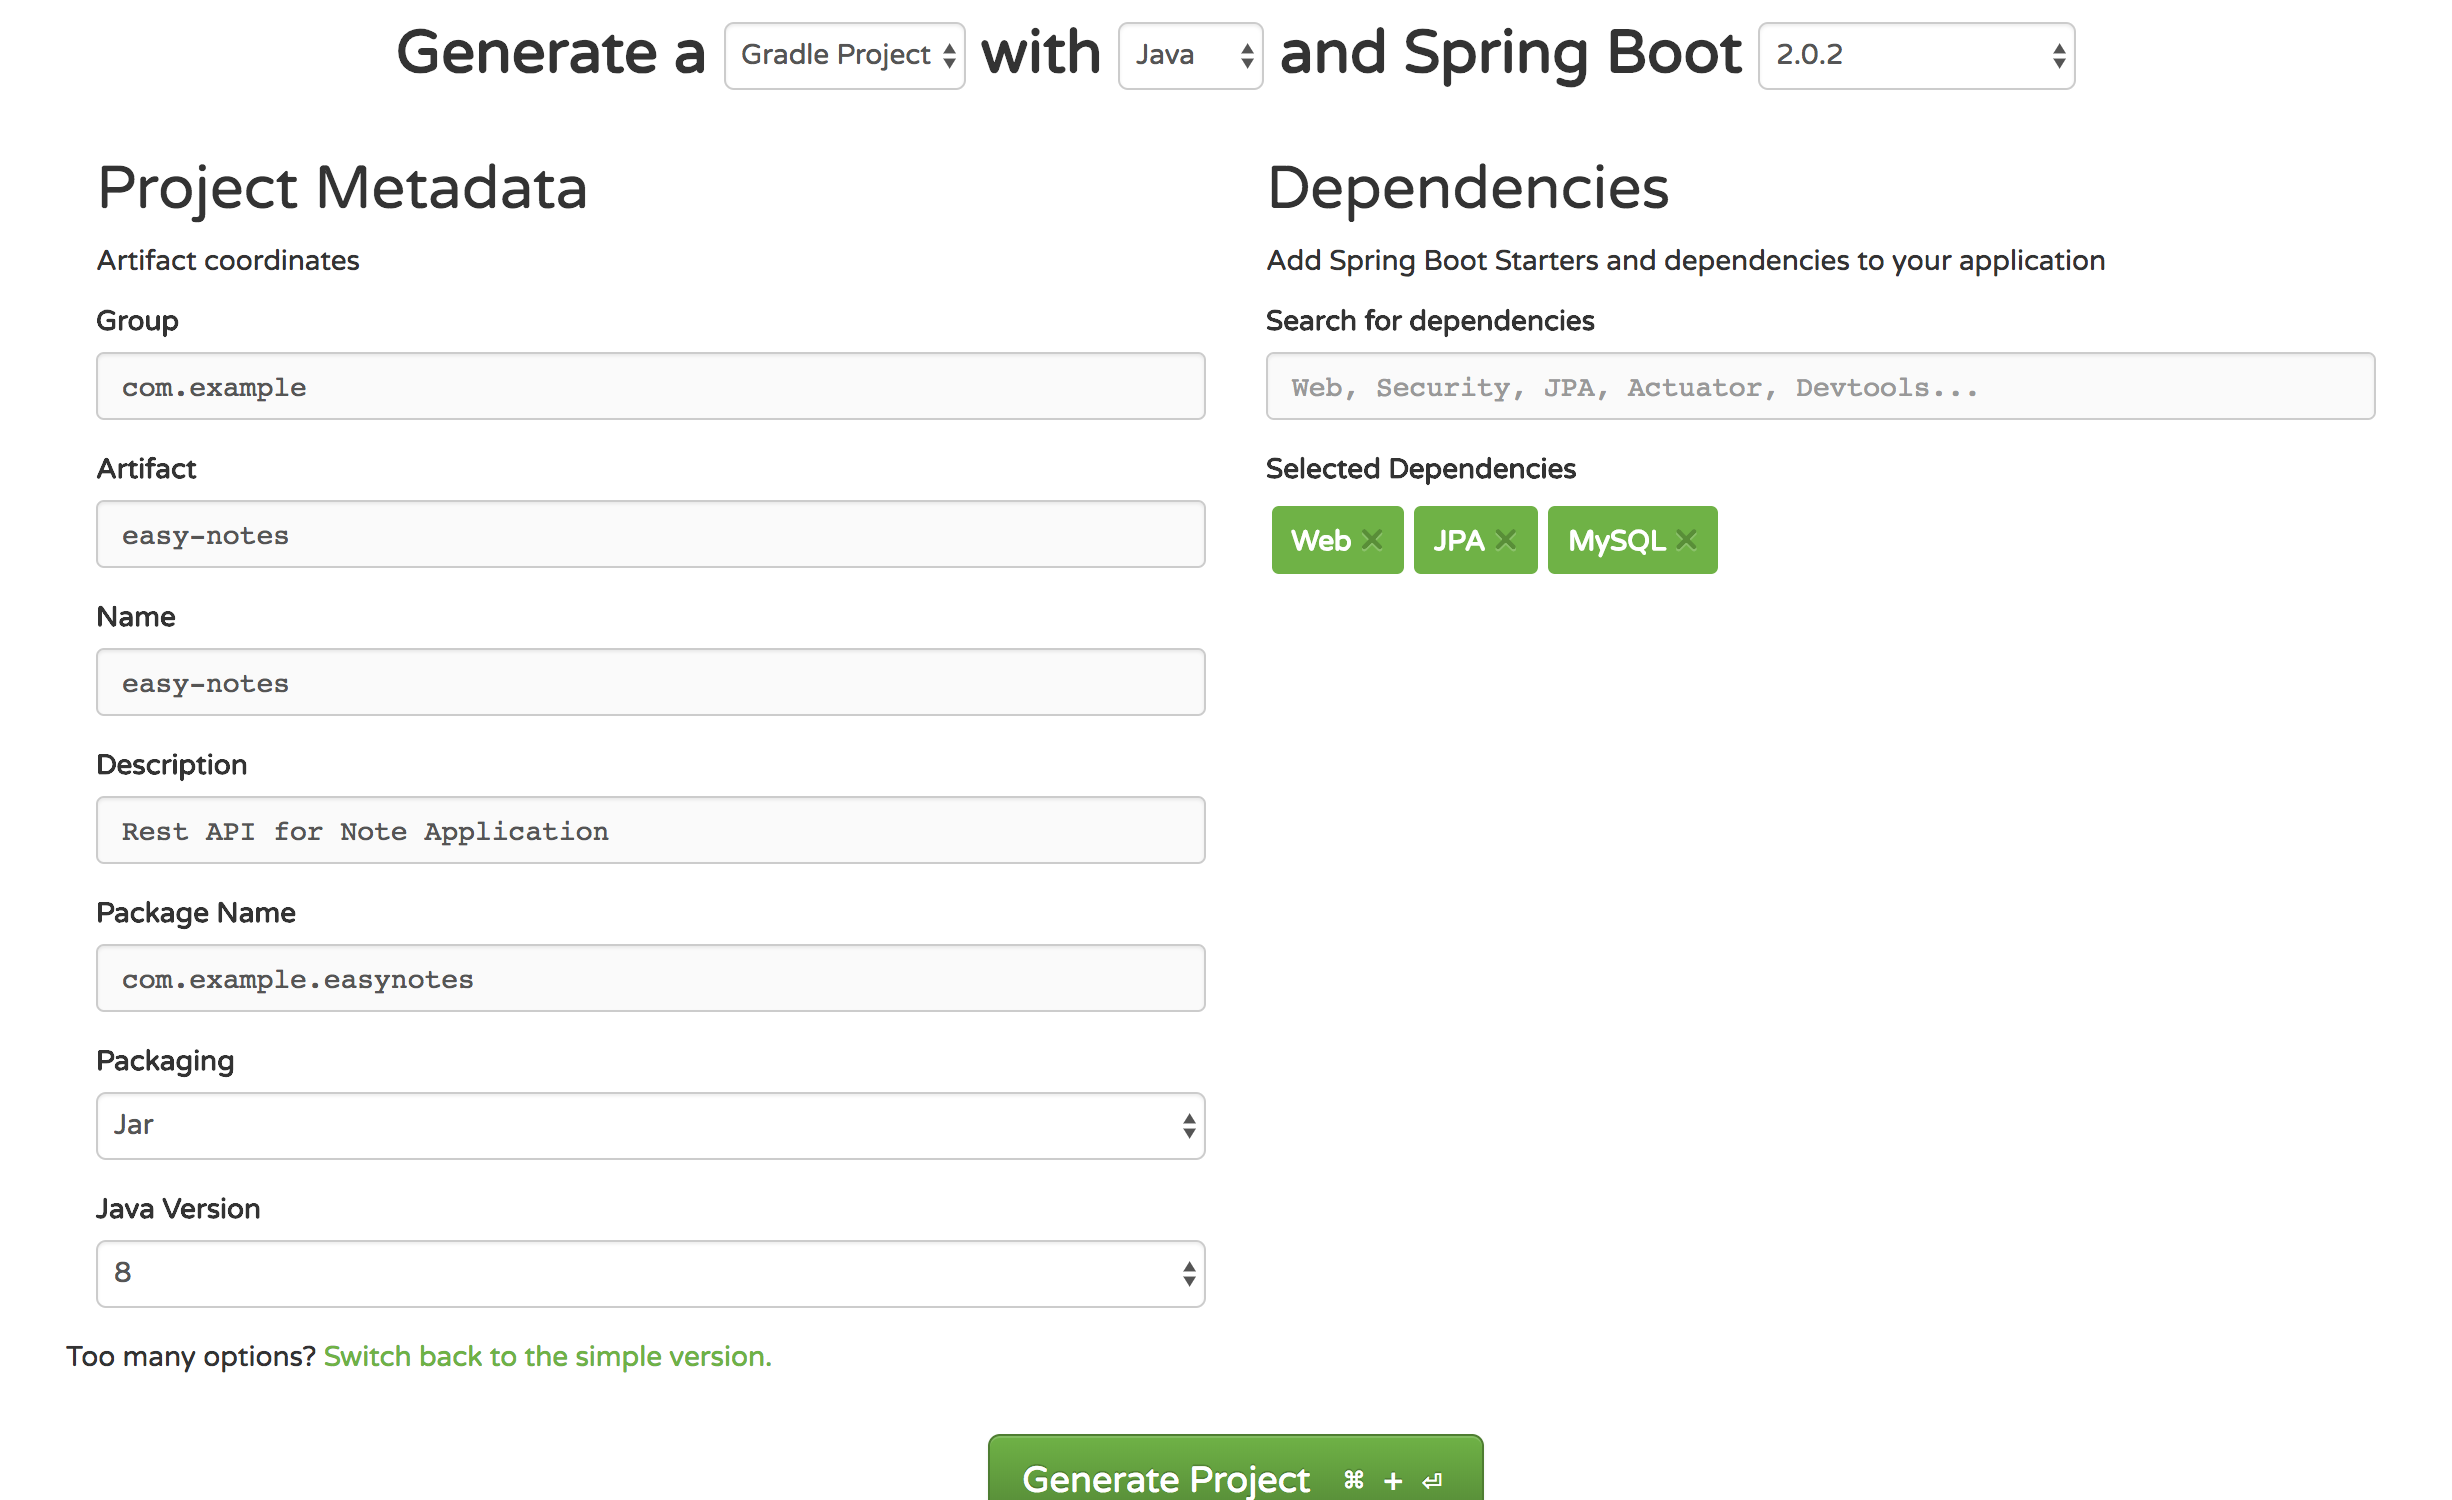 Generate a Gradle Project with Java and Spring Boot 2.0.2
Project Metadata
Artifact coordinates
Group
com.example
Artifact
easy-notes
Name
easy-notes
Description
Rest API for Note Application
Package Name
com.example.easynotes
Packaging
Jar
Java Version
8
Dependencies
Add Spring Boot Starters and dependencies to your application
Search for dependencies
Web, Security, JPA, Actuator, Devtools...
Selected Dependencies
Web × JPA × MySQL ×
Too many options? Switch back to the simple version.
Generate Project ⌘ + ⏎